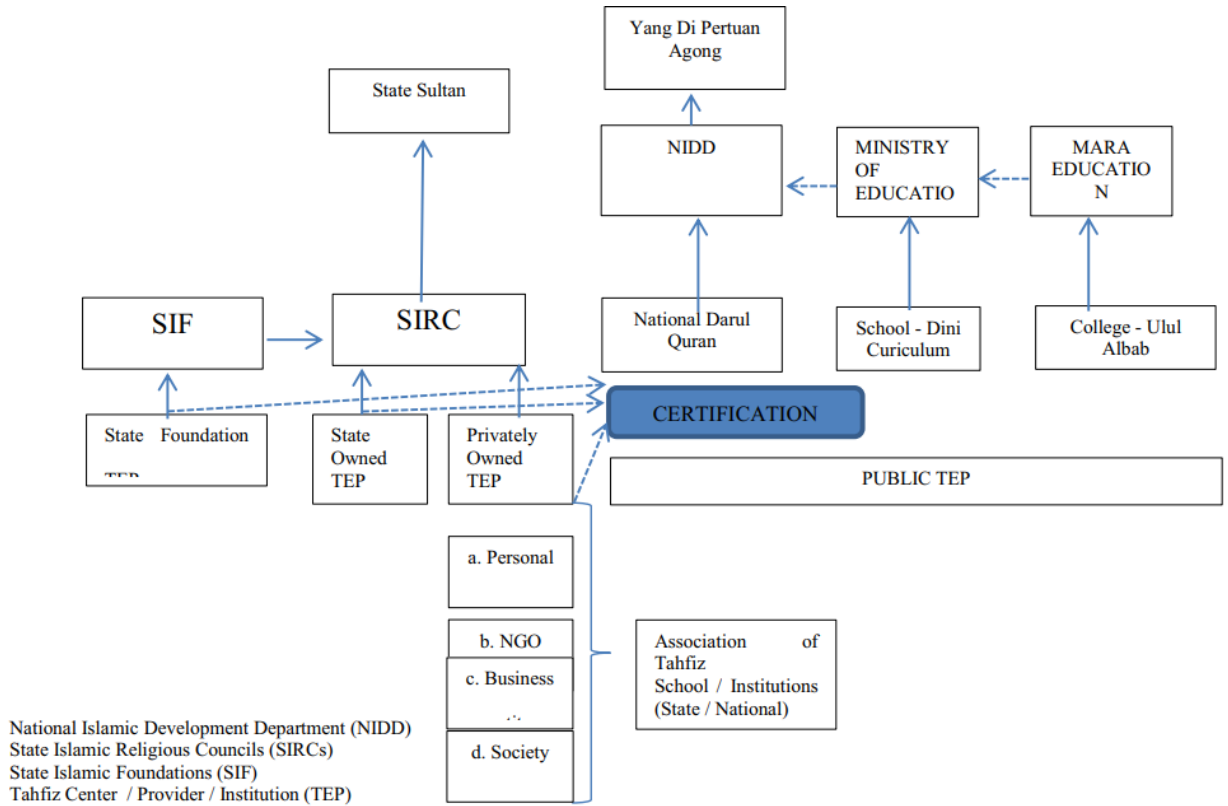 Yang Di Pertuan
Agong
State Sultan
NIDD
MINISTRY
OF
EDUCATIO
MARA
EDUCATIO
N
SIF
SIRC
National Darul
Quran
School - Dini
Curiculum
College - Ulul
Albab
CERTIFICATION
State Foundation
State
Owned
TEP
Privately
Owned
TEP
PUBLIC TEP
a. Personal
b. NGO
c. Business
d. Society
Association of
Tahfiz
School / Institutions
(State / National)
National Islamic Development Department (NIDD)
State Islamic Religious Councils (SIRCs)
State Islamic Foundations (SIF)
Tahfiz Center / Provider / Institution (TEP)